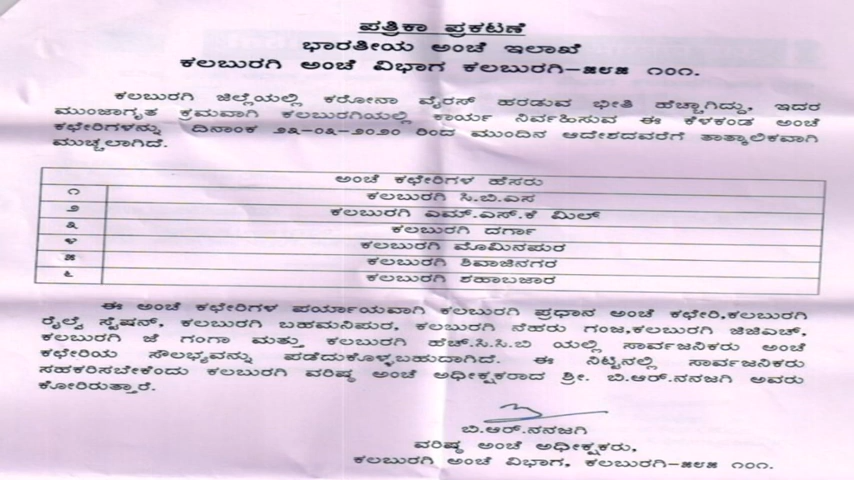 ಪತ್ರಿಕಾ ಪ್ರಕಟಣೆ
ಭಾರತೀಯ ಅಂಚೆ ಇಲಾಖೆ
ಕಲಬುರಗಿ ಅಂಚೆ ವಿಭಾಗ ಕಲಬುರಗಿ-೫೮೫ ೧೦೧.
ಕಲಬುರಗಿ ಜಿಲ್ಲೆಯಲ್ಲಿ ಕರೋನಾ ವೈರಸ್ ಹರಡುವ ಭೀತಿ ಹೆಚ್ಚಾಗಿದ್ದು, ಇದರ
ಮುಂಜಾಗೃತ ಕ್ರಮವಾಗಿ ಕಲಬುರಗಿಯಲ್ಲಿ ಕಾರ್ಯ ನಿರ್ವಹಿಸುವ ಈ ಕೆಳಕಂಡ ಅಂಚೆ
ಕಛೇರಿಗಳನ್ನು ದಿನಾಂಕ ೨೩-೦೩-೨೦೨೦ ರಿಂದ ಮುಂದಿನ ಆದೇಶದವರೆಗೆ ತಾತ್ಕಾಲಿಕವಾಗಿ
ಮುಚ್ಚಲಾಗಿದೆ.
ಅಂಚೆ ಕಛೇರಿಗಳ ಹೆಸರು
೧ ಕಲಬುರಗಿ ಸಿ.ಬಿ.ಎಸ
೨ ಕಲಬುರಗಿ ಎಮ್.ಎಸ್.ಕೆ ಮಿಲ್
೩ ಕಲಬುರಗಿ ದರ್ಗಾ
೪ ಕಲಬುರಗಿ ಮೊಮಿನಪುರ
೫ ಕಲಬುರಗಿ ಶಿವಾಜಿನಗರ
೬ ಕಲಬುರಗಿ ಶಹಾಬಜಾರ
ಈ ಅಂಚೆ ಕಛೇರಿಗಳ ಪರ್ಯಾಯವಾಗಿ ಕಲಬುರಗಿ ಪ್ರಧಾನ ಅಂಚೆ ಕಛೇರಿ,ಕಲಬುರಗಿ
ರೈಲ್ವೆ ಸ್ಟೆಷನ್, ಕಲಬುರಗಿ ಬಹಮನಿಪುರ, ಕಲಬುರಗಿ ನೆಹರು ಗಂಜ,ಕಲಬುರಗಿ ಜಿಜಿಎಚ್,
ಕಲಬುರಗಿ ಜೆ ಗಂಗಾ ಮತ್ತು ಕಲಬುರಗಿ ಹೆಚ್.ಸಿ.ಸಿ.ಬಿ ಯಲ್ಲಿ ಸಾರ್ವಜನಿಕರು ಅಂಚೆ
ಕಛೇರಿಯ ಸೌಲಭ್ಯವನ್ನು ಪಡೆದುಕೊಳ್ಳಬಹುದಾಗಿದೆ. ಈ ನಿಟ್ಟಿನಲ್ಲಿ ಸಾರ್ವಜನಿಕರು
ಸಹಕರಿಸಬೇಕೆಂದು ಕಲಬುರಗಿ ವರಿಷ್ಠ ಅಂಚೆ ಅಧೀಕ್ಷಕರಾದ ಶ್ರೀ. ಬಿ.ಆರ್.ನನಜಗಿ ಅವರು
ಕೋರಿರುತ್ತಾರೆ.
ಬಿ.ಆರ್.ನನಜಗಿ
ವರಿಷ್ಠ ಅಂಚೆ ಅಧೀಕ್ಷಕರು,
ಕಲಬುರಗಿ ಅಂಚೆ ವಿಭಾಗ, ಕಲಬುರಗಿ-೫೮೫ ೧೦೧.